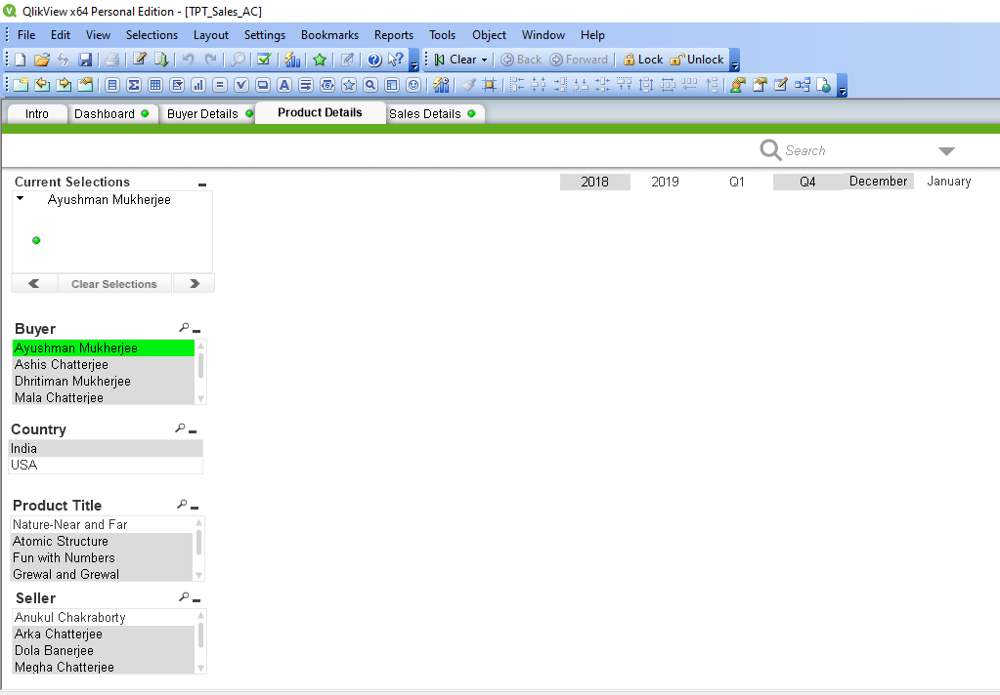 QlikView x64 Personal Edition - [TPT_Sales_AC]
File Edit View Selections Layout Settings Bookmarks Reports Tools Object Window Help
Clear Back Forward Lock Unlock
Intro Dashboard Buyer Details Product Details Sales Details
Search
Current Selections
2018 2019 Q1 Q4 December January
Ayushman Mukherjee
Clear Selections
Buyer
Ayushman Mukherjee
Ashis Chatterjee
Dhritiman Mukherjee
Mala Chatterjee
Country
India
USA
Product Title
Nature-Near and Far
Atomic Structure
Fun with Numbers
Grewal and Grewal
Seller
Anukul Chakraborty
Arka Chatterjee
Dola Banerjee
Megha Chatterjee